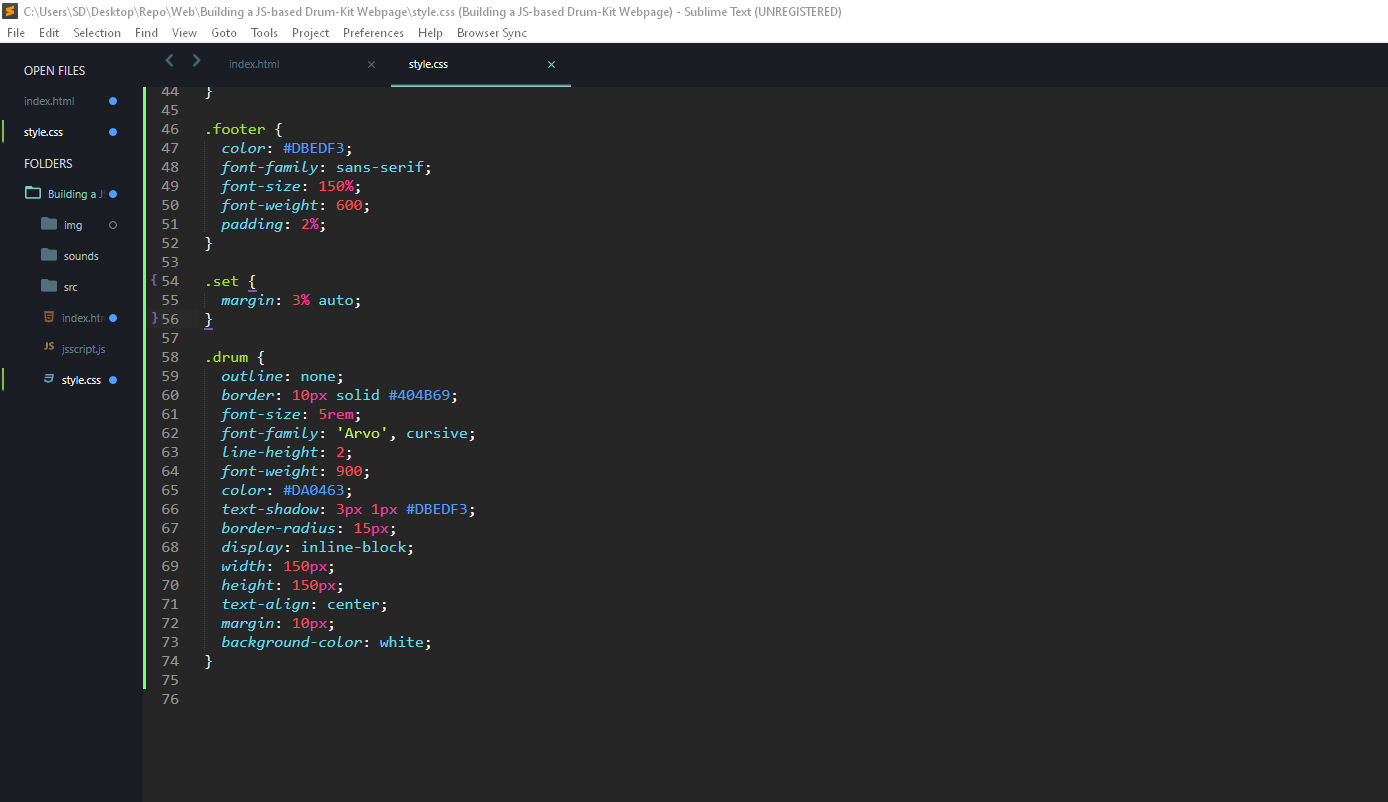 C:\Users\SD\Desktop\Repo\Web\Building a JS-based Drum-Kit Webpage\style.css (Building a JS-based Drum-Kit Webpage) - Sublime Text (UNREGISTERED)
File Edit Selection Find View Goto Tools Project Preferences Help Browser Sync
OPEN FILES
index.html
style.css
FOLDERS
Building a JS
img
sounds
src
index.htm
JS jsscript.js
style.css
index.html × style.css ×
44 }
45
46 .footer {
47   color: #DBEDF3;
48   font-family: sans-serif;
49   font-size: 150%;
50   font-weight: 600;
51   padding: 2%;
52 }
53
{ 54 .set {
55   margin: 3% auto;
} 56 }
57
58 .drum {
59   outline: none;
60   border: 10px solid #404B69;
61   font-size: 5rem;
62   font-family: 'Arvo', cursive;
63   line-height: 2;
64   font-weight: 900;
65   color: #DA0463;
66   text-shadow: 3px 1px #DBEDF3;
67   border-radius: 15px;
68   display: inline-block;
69   width: 150px;
70   height: 150px;
71   text-align: center;
72   margin: 10px;
73   background-color: white;
74 }
75
76